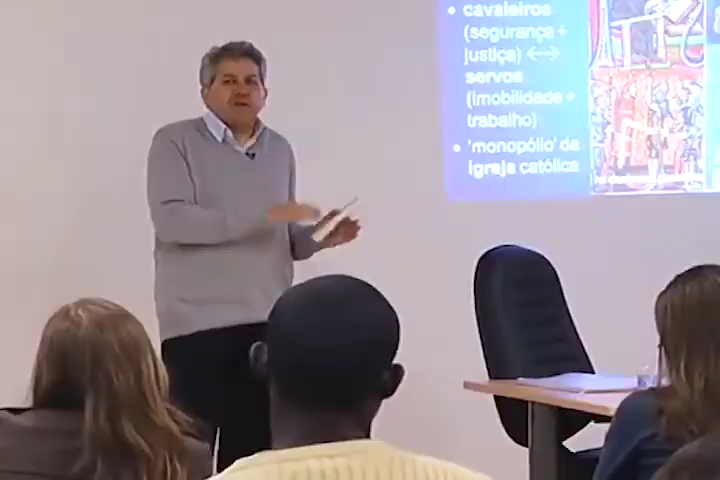 • cavaleiros
(segurança +
justiça) <-->
servos
(imobilidade +
trabalho)
• 'monopólio' da
igreja católica